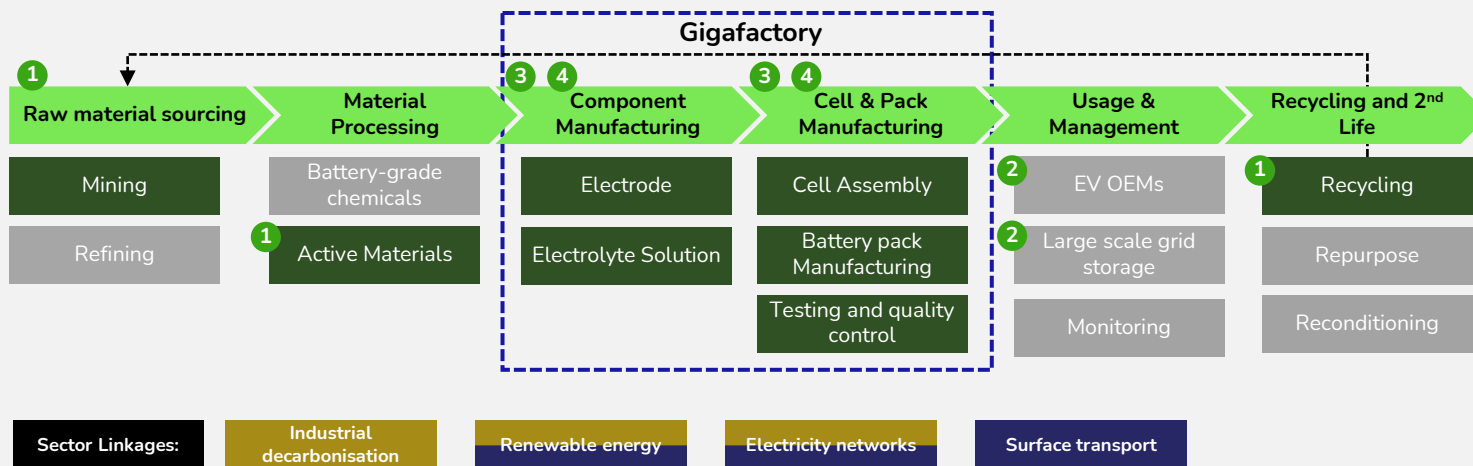 Gigafactory
1
3
4
3
4
Raw material sourcing
Material
Processing
Component
Manufacturing
Cell & Pack
Manufacturing
Usage &
Management
Recycling and 2nd
Life
Mining
Battery-grade
chemicals
Electrode
Cell Assembly
2
EV OEMs
1
Recycling
Refining
1
Active Materials
Electrolyte Solution
Battery pack
Manufacturing
2
Large scale grid
storage
Repurpose
Testing and quality
control
Monitoring
Reconditioning
Sector Linkages:
Industrial
decarbonisation
Renewable energy
Electricity networks
Surface transport